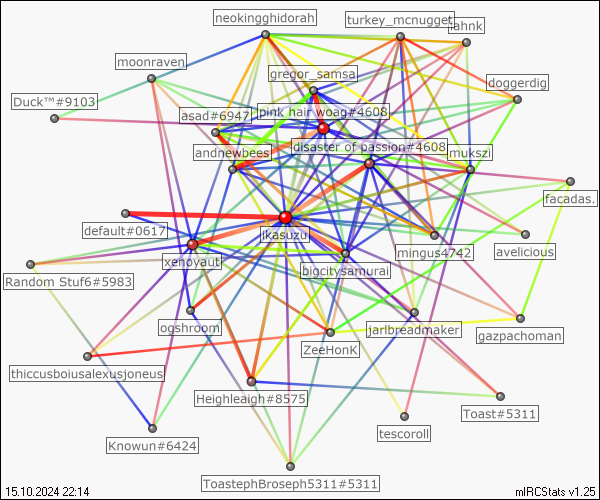 neokingghidorah
turkey_mcnugget
iahnk
moonraven
gregor_samsa
doggerdig
Duck™#9103
asad#6947
pink hair woag#4608
andnewbees
disaster of passion#4608
mukszi
facadas.
default#0617
jkasuzu
xenoyaut
mingus4742
avelicious
bigcitysamurai
Random Stuf6#5983
ogshroom
jarlbreadmaker
gazpachoman
ZeeHonK
thiccusboiusalexusjoneus
Heighleaigh#8575
Toast#5311
tescoroll
Knowun#6424
ToastephBroseph5311#5311
15.10.2024 22:14
mIRCStats v1.25